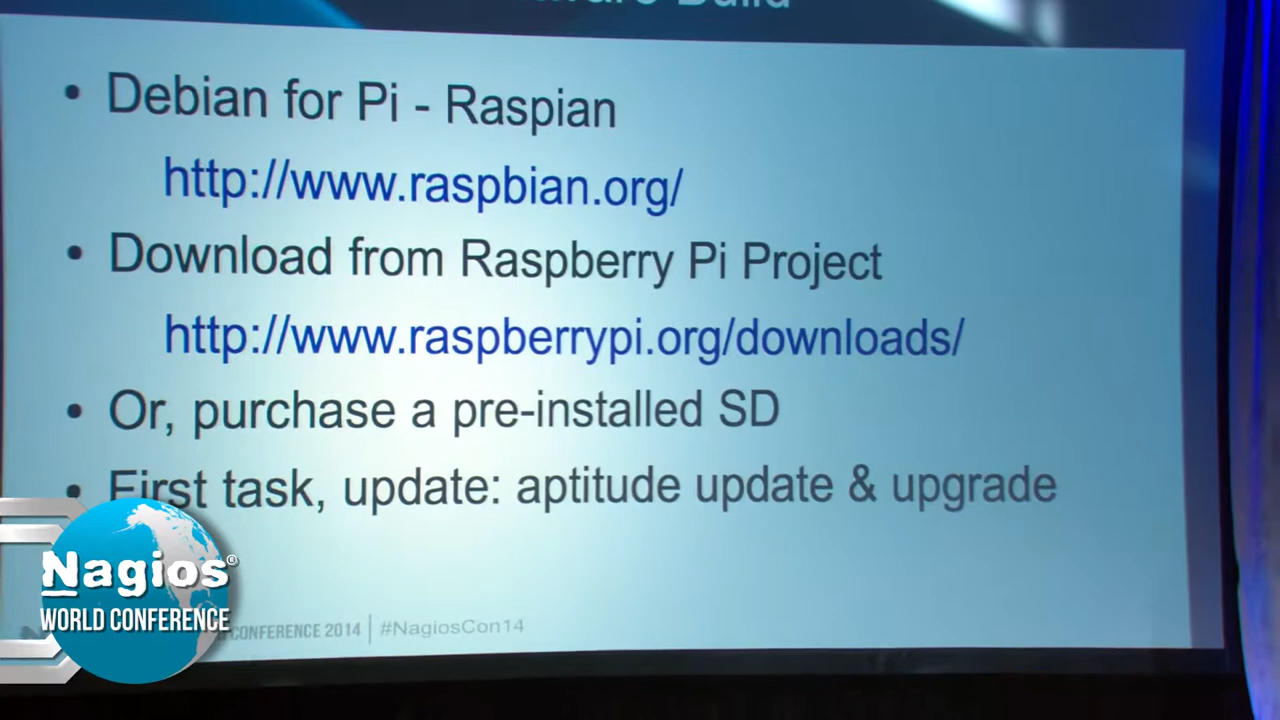 Build
• Debian for Pi - Raspian
http://www.raspbian.org/
• Download from Raspberry Pi Project
http://www.raspberrypi.org/downloads/
• Or, purchase a pre-installed SD
• First task, update: aptitude update & upgrade
Nagios®
WORLD CONFERENCE
CONFERENCE 2014 | #NagiosCon14